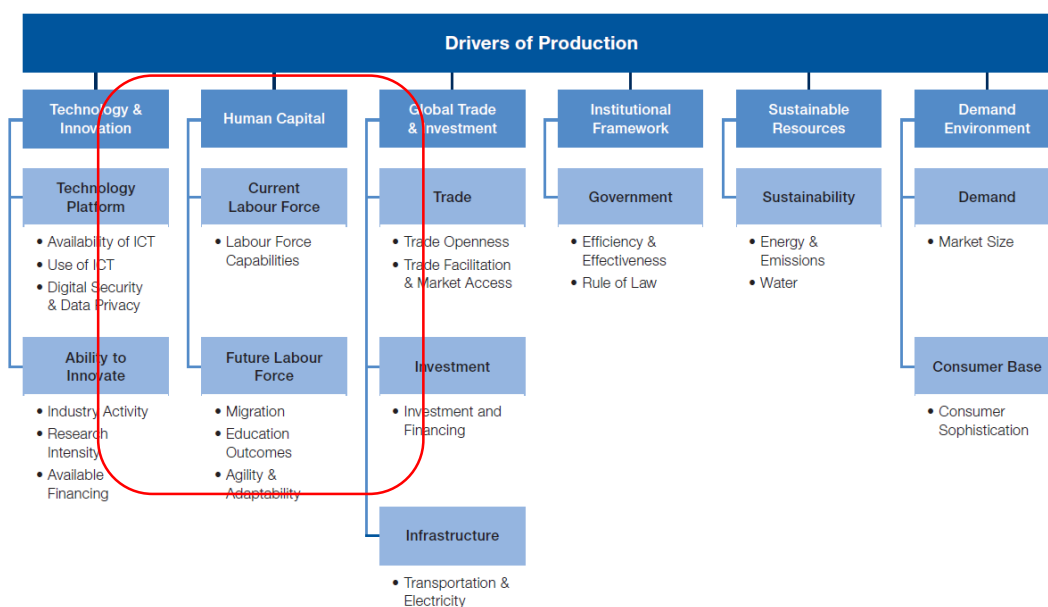 Drivers of Production
Technology &
Innovation
Technology
Platform
• Availability of ICT
• Use of ICT
• Digital Security
& Data Privacy
Ability to
Innovate
• Industry Activity
• Research
Intensity
• Available
Financing
Human Capital
Current
Labour Force
• Labour Force
Capabilities
Future Labour
Force
• Migration
• Education
Outcomes
• Agility &
Adaptability
Global Trade
& Investment
Trade
• Trade Openness
• Trade Facilitation
& Market Access
Investment
• Investment and
Financing
Infrastructure
• Transportation &
Electricity
Institutional
Framework
Government
• Efficiency &
Effectiveness
• Rule of Law
Sustainable
Resources
Sustainability
• Energy &
Emissions
• Water
Demand
Environment
Demand
• Market Size
Consumer Base
• Consumer
Sophistication